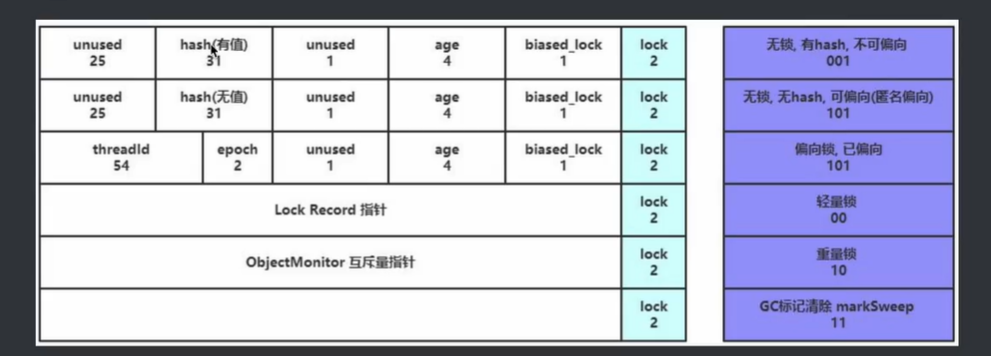 unused
25
hash(有值)
31
unused
1
age
4
biased_lock
1
lock
2
无锁, 有hash, 不可偏向
001
unused
25
hash(无值)
31
unused
1
age
4
biased_lock
1
lock
2
无锁, 无hash, 可偏向(匿名偏向)
101
threadId
54
epoch
2
unused
1
age
4
biased_lock
1
lock
2
偏向锁, 已偏向
101
Lock Record 指针
lock
2
轻量锁
00
ObjectMonitor 互斥量指针
lock
2
重量锁
10
lock
2
GC标记清除 markSweep
11